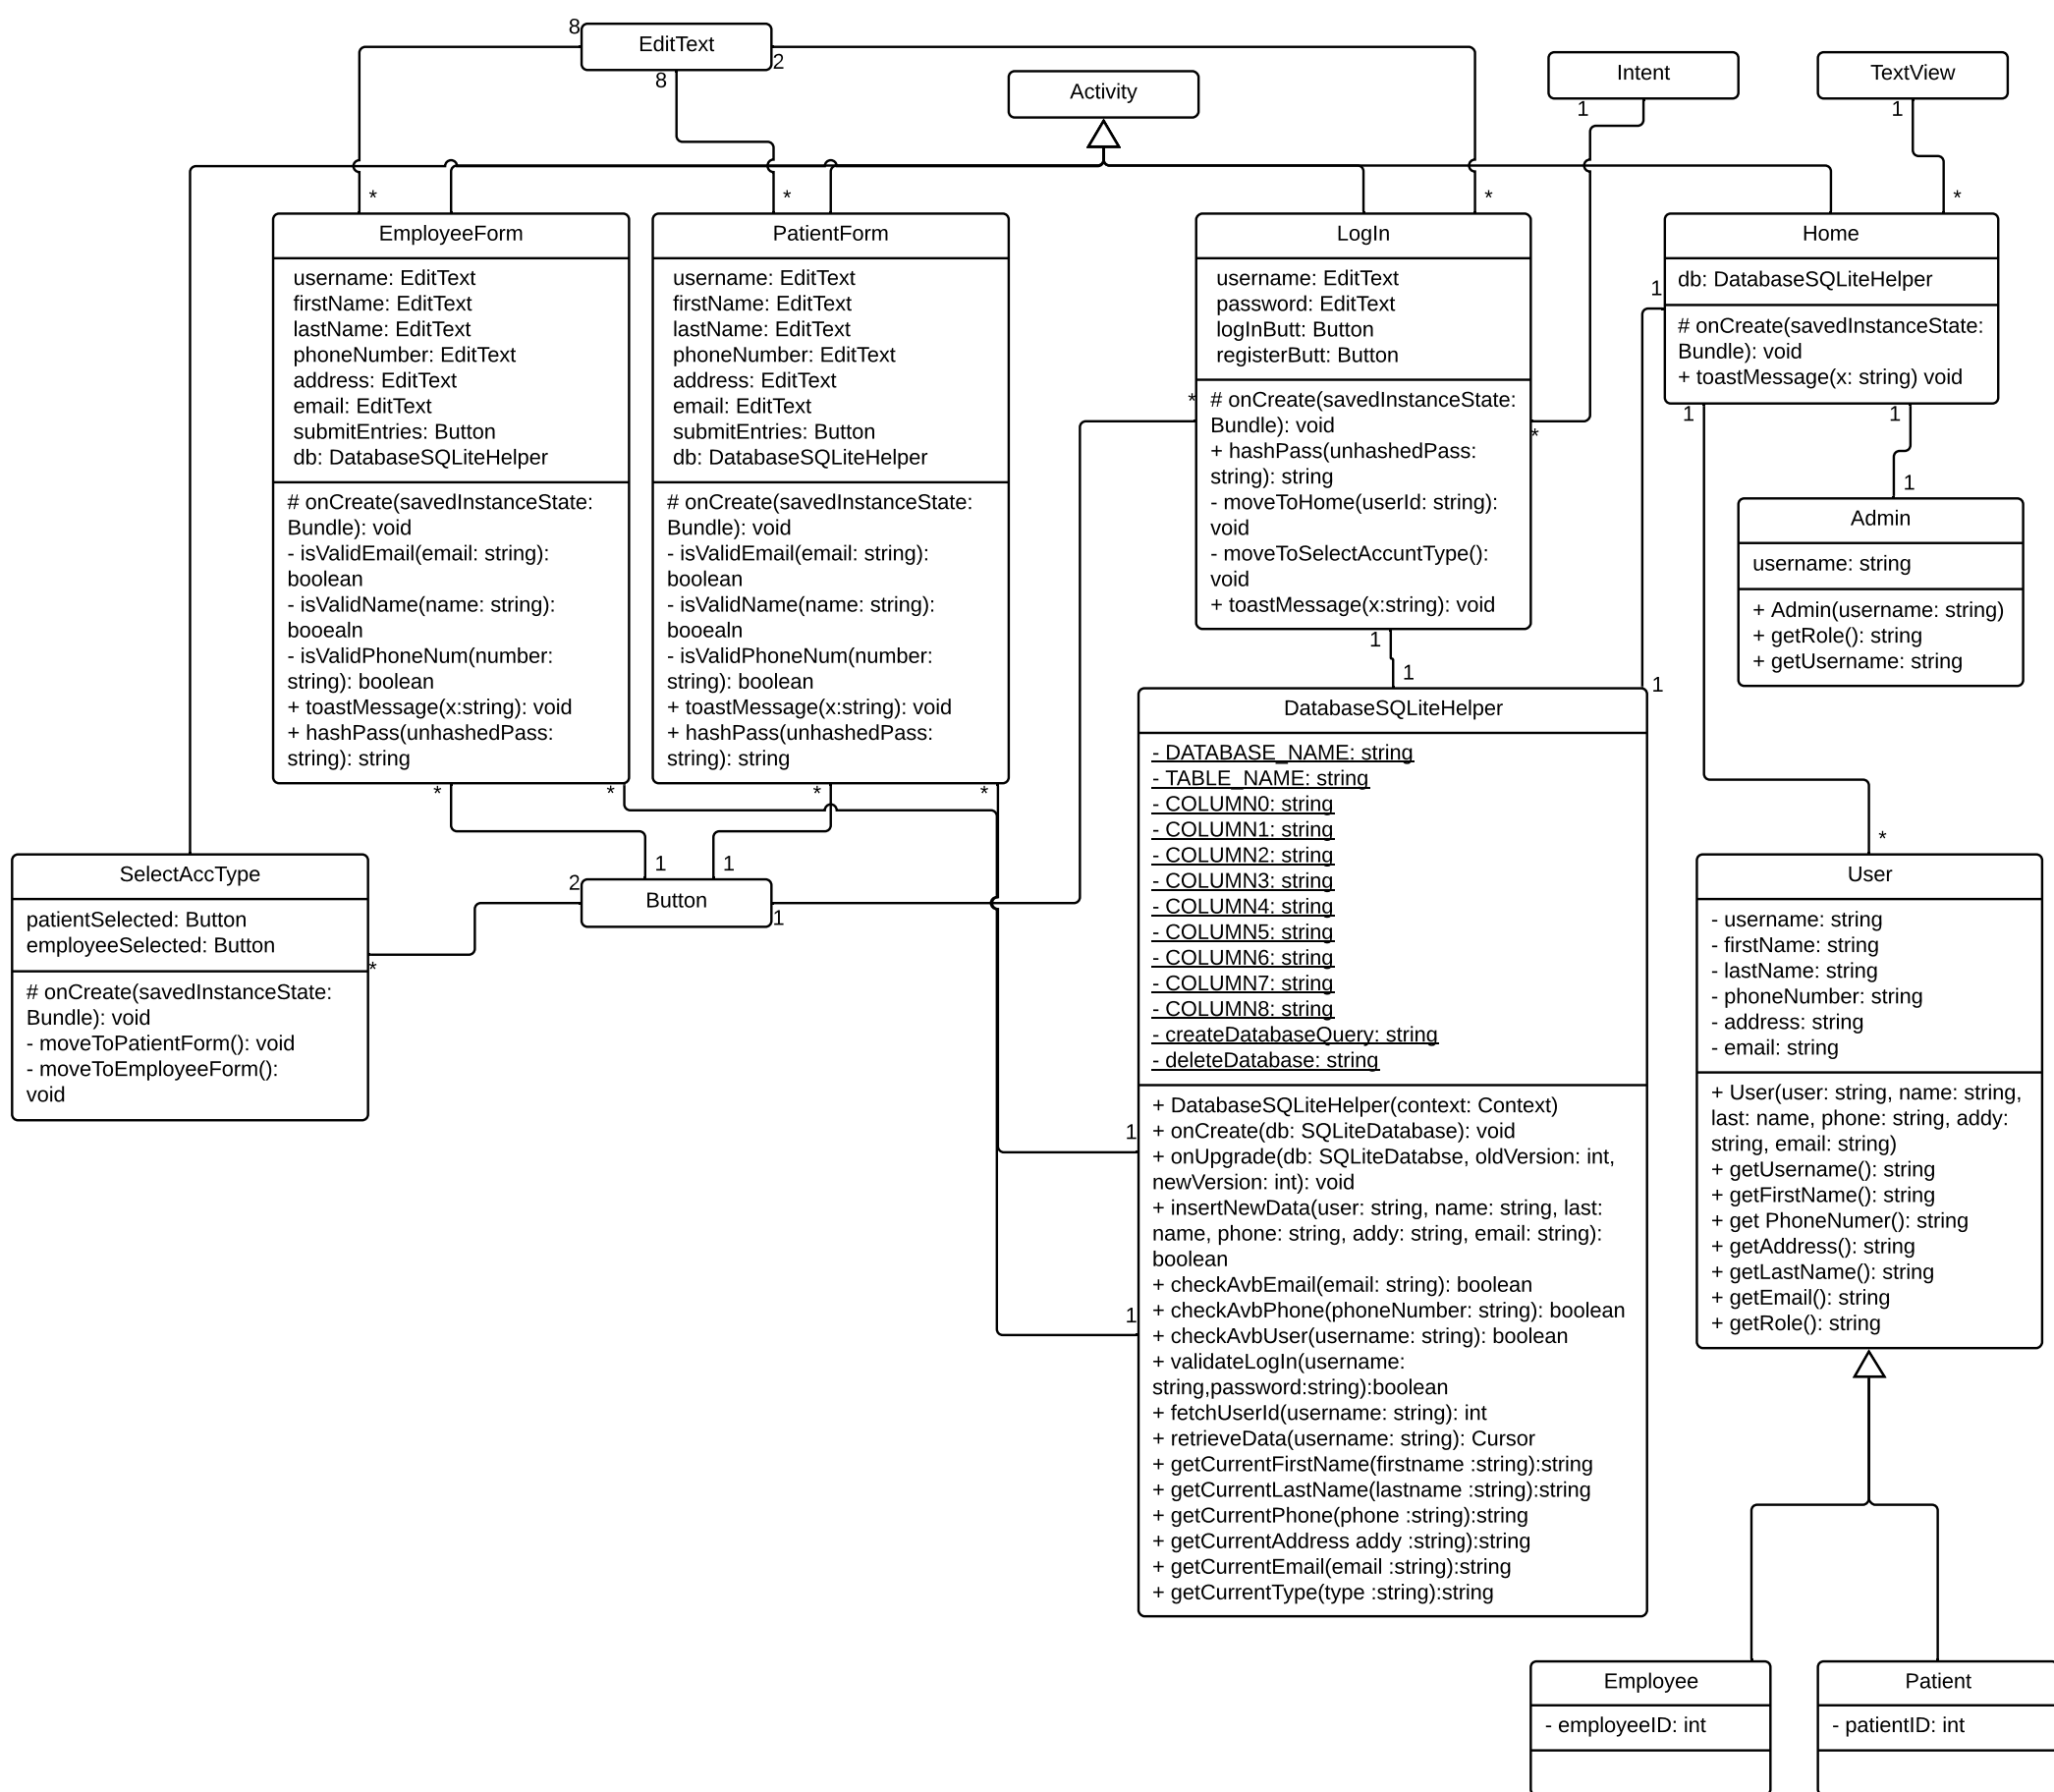 8
EditText
2
8
Activity
Intent
1
TextView
1
*
*
*
*
EmployeeForm
username: EditText
firstName: EditText
lastName: EditText
phoneNumber: EditText
address: EditText
email: EditText
submitEntries: Button
db: DatabaseSQLiteHelper
# onCreate(savedInstanceState:
Bundle): void
- isValidEmail(email: string):
boolean
- isValidName(name: string):
booealn
- isValidPhoneNum(number:
string): boolean
+ toastMessage(x:string): void
+ hashPass(unhashedPass:
string): string
*
*
PatientForm
username: EditText
firstName: EditText
lastName: EditText
phoneNumber: EditText
address: EditText
email: EditText
submitEntries: Button
db: DatabaseSQLiteHelper
# onCreate(savedInstanceState:
Bundle): void
- isValidEmail(email: string):
boolean
- isValidName(name: string):
booealn
- isValidPhoneNum(number:
string): boolean
+ toastMessage(x:string): void
+ hashPass(unhashedPass:
string): string
*
*
LogIn
username: EditText
password: EditText
logInButt: Button
registerButt: Button
*
# onCreate(savedInstanceState:
Bundle): void
+ hashPass(unhashedPass:
string): string
- moveToHome(userId: string):
void
- moveToSelectAccuntType():
void
+ toastMessage(x:string): void
*
1
1
Home
1
db: DatabaseSQLiteHelper
# onCreate(savedInstanceState:
Bundle): void
+ toastMessage(x: string) void
1
1
1
Admin
username: string
+ Admin(username: string)
+ getRole(): string
+ getUsername: string
1
SelectAccType
patientSelected: Button
employeeSelected: Button
*
# onCreate(savedInstanceState:
Bundle): void
- moveToPatientForm(): void
- moveToEmployeeForm():
void
1
1
2
Button
1
DatabaseSQLiteHelper
- DATABASE_NAME: string
- TABLE_NAME: string
- COLUMN0: string
- COLUMN1: string
- COLUMN2: string
- COLUMN3: string
- COLUMN4: string
- COLUMN5: string
- COLUMN6: string
- COLUMN7: string
- COLUMN8: string
- createDatabaseQuery: string
- deleteDatabase: string
1
+ DatabaseSQLiteHelper(context: Context)
+ onCreate(db: SQLiteDatabase): void
+ onUpgrade(db: SQLiteDatabse, oldVersion: int,
newVersion: int): void
+ insertNewData(user: string, name: string, last:
name, phone: string, addy: string, email: string):
boolean
+ checkAvbEmail(email: string): boolean
1
+ checkAvbPhone(phoneNumber: string): boolean
+ checkAvbUser(username: string): boolean
+ validateLogIn(username:
string,password:string):boolean
+ fetchUserId(username: string): int
+ retrieveData(username: string): Cursor
+ getCurrentFirstName(firstname :string):string
+ getCurrentLastName(lastname :string):string
+ getCurrentPhone(phone :string):string
+ getCurrentAddress addy :string):string
+ getCurrentEmail(email :string):string
+ getCurrentType(type :string):string
*
User
- username: string
- firstName: string
- lastName: string
- phoneNumber: string
- address: string
- email: string
+ User(user: string, name: string,
last: name, phone: string, addy:
string, email: string)
+ getUsername(): string
+ getFirstName(): string
+ get PhoneNumer(): string
+ getAddress(): string
+ getLastName(): string
+ getEmail(): string
+ getRole(): string
Employee
- employeeID: int
Patient
- patientID: int